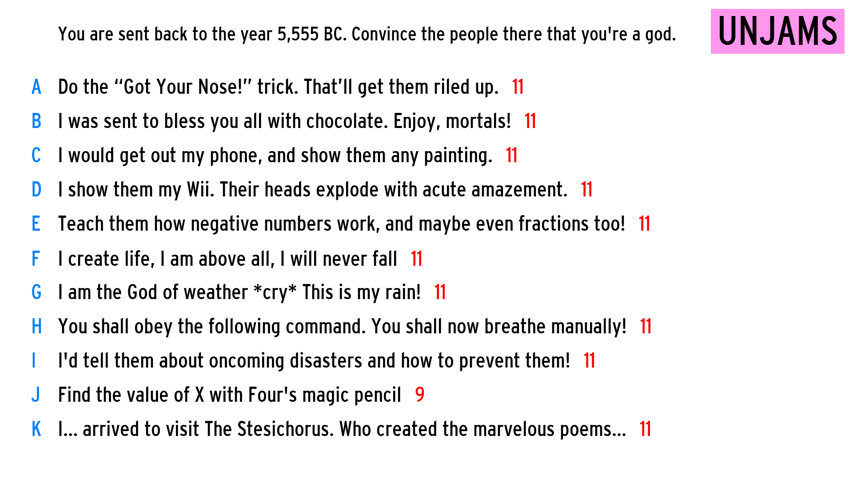 You are sent back to the year 5,555 BC. Convince the people there that you're a god.
UNJAMS
A Do the “Got Your Nose!” trick. That’ll get them riled up. 11
B I was sent to bless you all with chocolate. Enjoy, mortals! 11
C I would get out my phone, and show them any painting. 11
D I show them my Wii. Their heads explode with acute amazement. 11
E Teach them how negative numbers work, and maybe even fractions too! 11
F I create life, I am above all, I will never fall 11
G I am the God of weather *cry* This is my rain! 11
H You shall obey the following command. You shall now breathe manually! 11
I I'd tell them about oncoming disasters and how to prevent them! 11
J Find the value of X with Four's magic pencil 9
K I... arrived to visit The Stesichorus. Who created the marvelous poems... 11